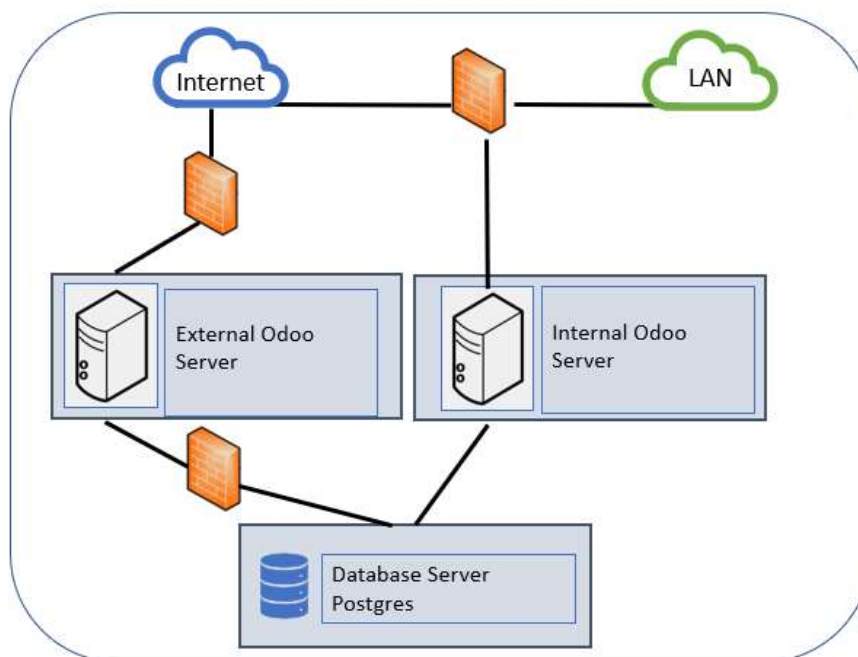 Internet
LAN
External Odoo
Server
Internal Odoo
Server
Database Server
Postgres